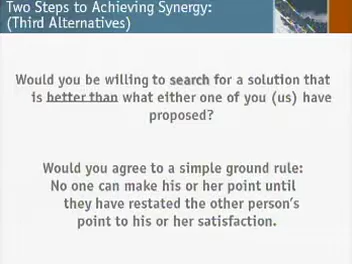 Two Steps to Achieving Synergy:
(Third Alternatives)
Would you be willing to search for a solution that
is better than what either one of you (us) have
proposed?
Would you agree to a simple ground rule:
No one can make his or her point until
they have restated the other person's
point to his or her satisfaction.